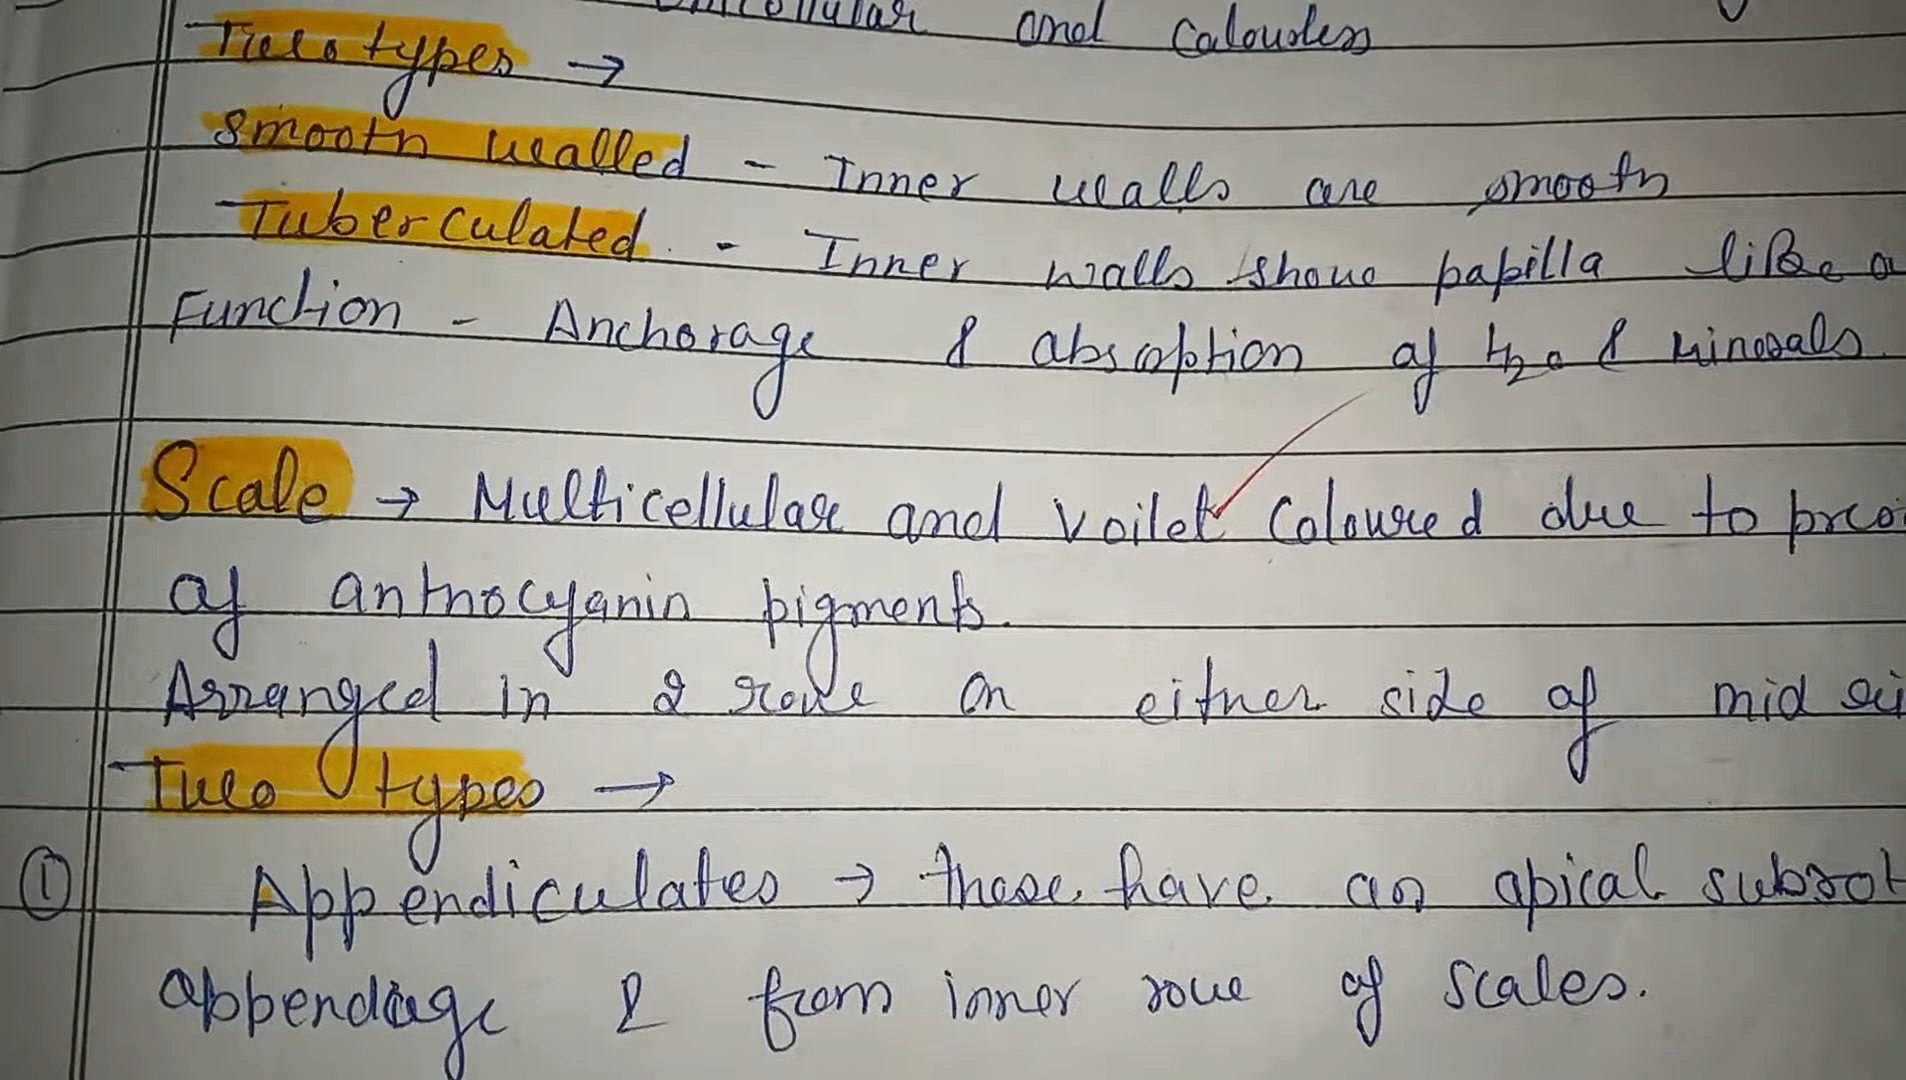 and Colourless
Two types →
Smooth walled - Inner walls are smooth
Tuberculated - Inner walls show papilla like
Function - Anchorage & absorption of H2O & minerals
Scale → Multicellular and Voilet Coloured due to
of anthocyanin pigments.
Arranged in 2 row on either side of mid
Two types →
① Appendiculates → these have an apical
appendage & from inner row of scales.